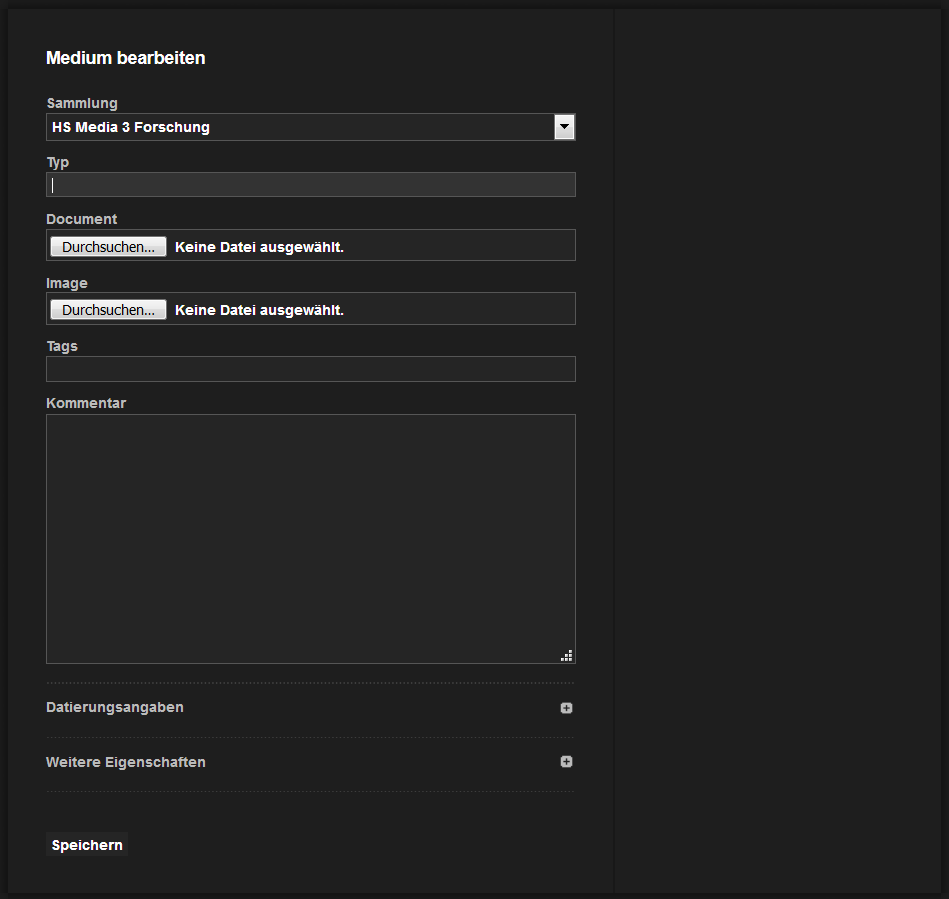 Medium bearbeiten
Sammlung
HS Media 3 Forschung
Typ
Document
Durchsuchen... Keine Datei ausgewählt.
Image
Durchsuchen... Keine Datei ausgewählt.
Tags
Kommentar
Datierungsangaben
Weitere Eigenschaften
Speichern